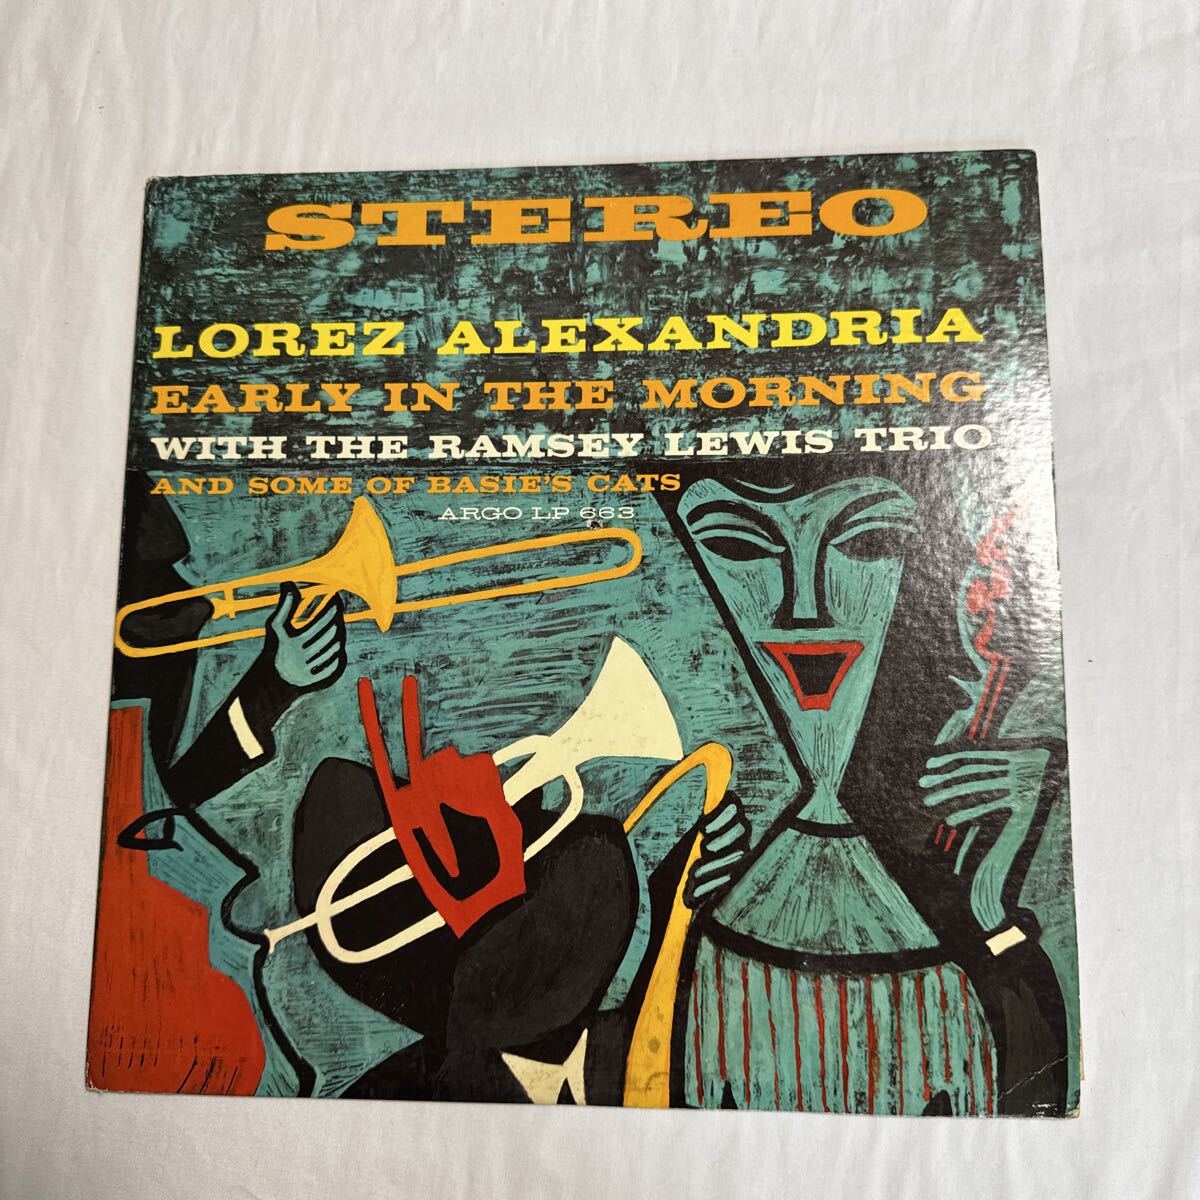 STEREO
LOREZ ALEXANDRIA
EARLY IN THE MORNING
WITH THE RAMSEY LEWIS TRIO
AND SOME OF BASIE'S CATS
ARGO LP 663